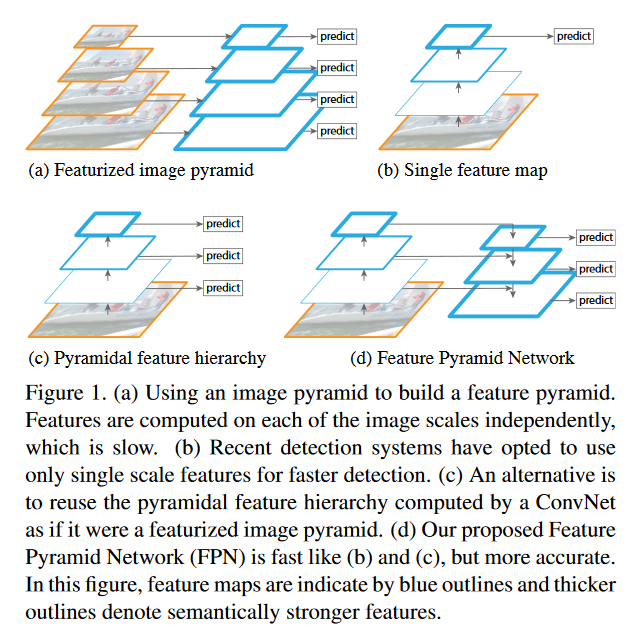 predict
predict
predict
predict
(a) Featurized image pyramid
predict
(b) Single feature map
predict
predict
predict
(c) Pyramidal feature hierarchy
predict
predict
predict
(d) Feature Pyramid Network
Figure 1. (a) Using an image pyramid to build a feature pyramid.
Features are computed on each of the image scales independently,
which is slow. (b) Recent detection systems have opted to use
only single scale features for faster detection. (c) An alternative is
to reuse the pyramidal feature hierarchy computed by a ConvNet
as if it were a featurized image pyramid. (d) Our proposed Feature
Pyramid Network (FPN) is fast like (b) and (c), but more accurate.
In this figure, feature maps are indicate by blue outlines and thicker
outlines denote semantically stronger features.